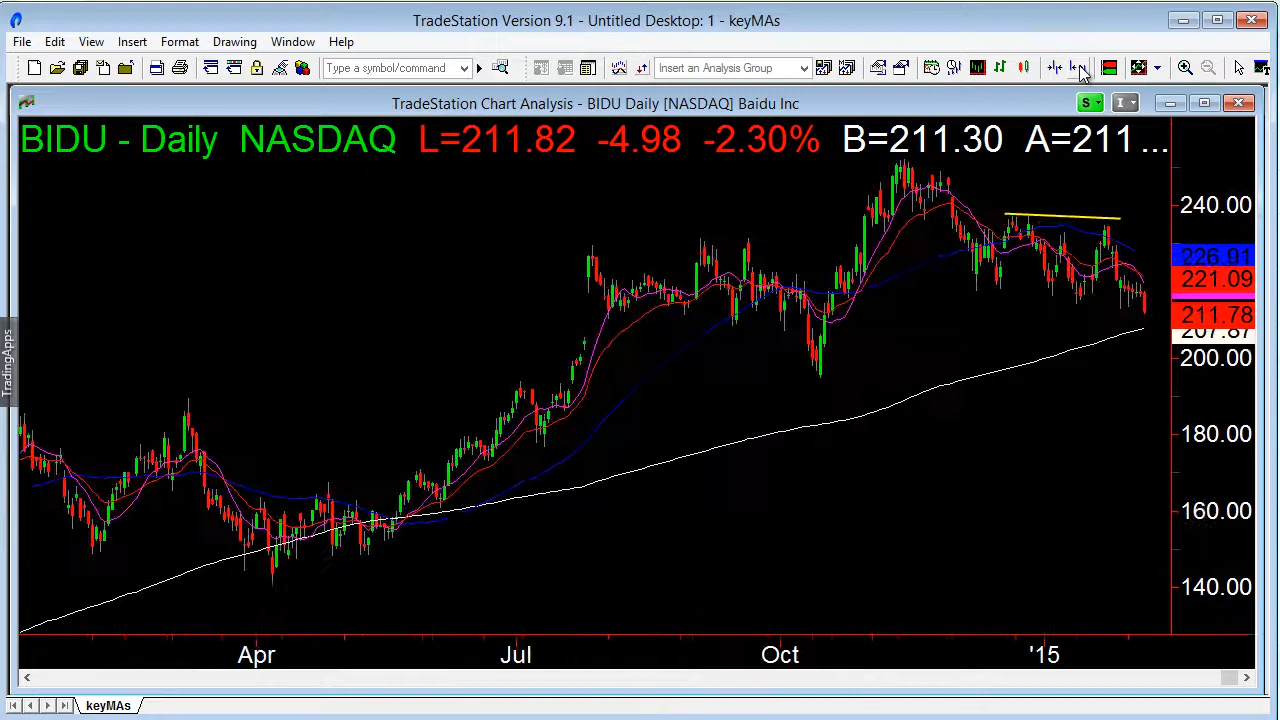 TradeStation Version 9.1 - Untitled Desktop: 1 - keyMAs
File Edit View Insert Format Drawing Window Help
Type a symbol/command Insert an Analysis Group
TradeStation Chart Analysis - BIDU Daily [NASDAQ] Baidu Inc S I
BIDU - Daily NASDAQ L=211.82 -4.98 -2.30% B=211.30 A=211 ...
240.00
226.91
221.09
211.78
207.87
200.00
180.00
160.00
140.00
TradingApps
Apr Jul Oct '15
keyMAs